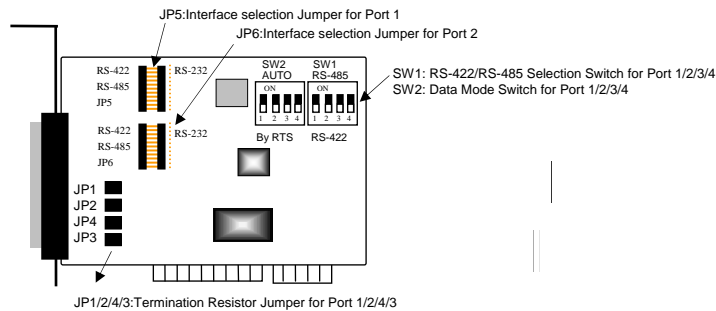 JP5:Interface selection Jumper for Port 1
JP6:Interface selection Jumper for Port 2
RS-422
RS-485
JP5
RS-232
RS-422
RS-485
JP6
RS-232
SW2
AUTO
ON
1 2 3 4
By RTS
SW1
RS-485
ON
1 2 3 4
RS-422
SW1: RS-422/RS-485 Selection Switch for Port 1/2/3/4
SW2: Data Mode Switch for Port 1/2/3/4
JP1
JP2
JP4
JP3
JP1/2/4/3:Termination Resistor Jumper for Port 1/2/4/3